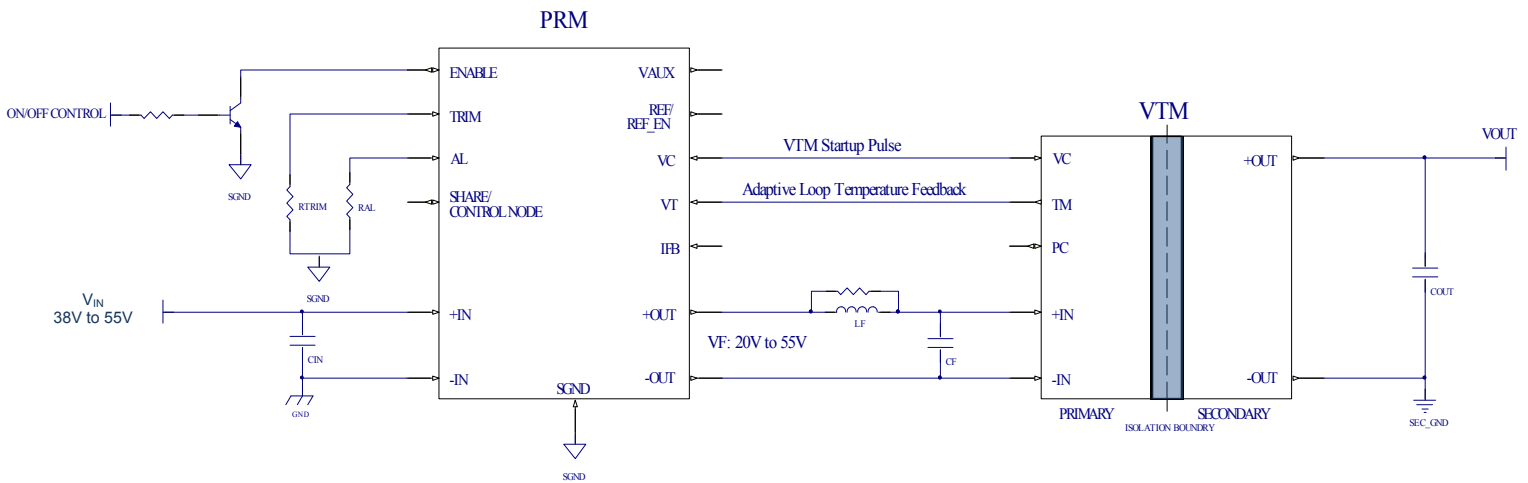 PRM
ENABLE
VAUX
ON/OFF CONTROL
TRIM
REF/
REF_EN
VTM
VOUT
SGND
AL
VC
VTM Startup Pulse
VC
+OUT
RTRIM
RAL
SHARE/
CONTROL NODE
VT
Adaptive Loop Temperature Feedback
TM
IFB
PC
COUT
SGND
VIN
38V to 55V
+IN
+OUT
LF
+IN
VF: 20V to 55V
CIN
CF
-IN
-OUT
-IN
-OUT
SGND
GND
PRIMARY
SECONDARY
ISOLATION BOUNDRY
SEC_GND
SGND